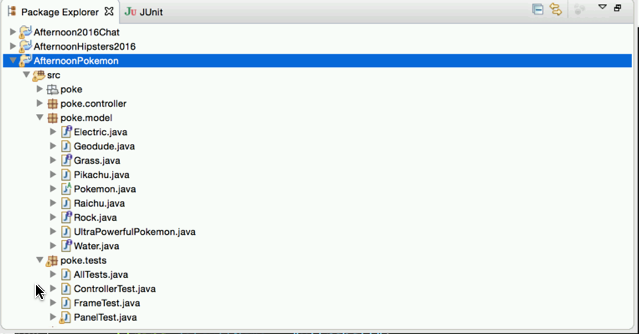 Package Explorer
JUnit
Afternoon2016Chat
AfternoonHipsters2016
AfternoonPokemon
src
poke
poke.controller
poke.model
Electric.java
Geodude.java
Grass.java
Pikachu.java
Pokemon.java
Raichu.java
Rock.java
UltraPowerfulPokemon.java
Water.java
poke.tests
AllTests.java
ControllerTest.java
FrameTest.java
PanelTest.java